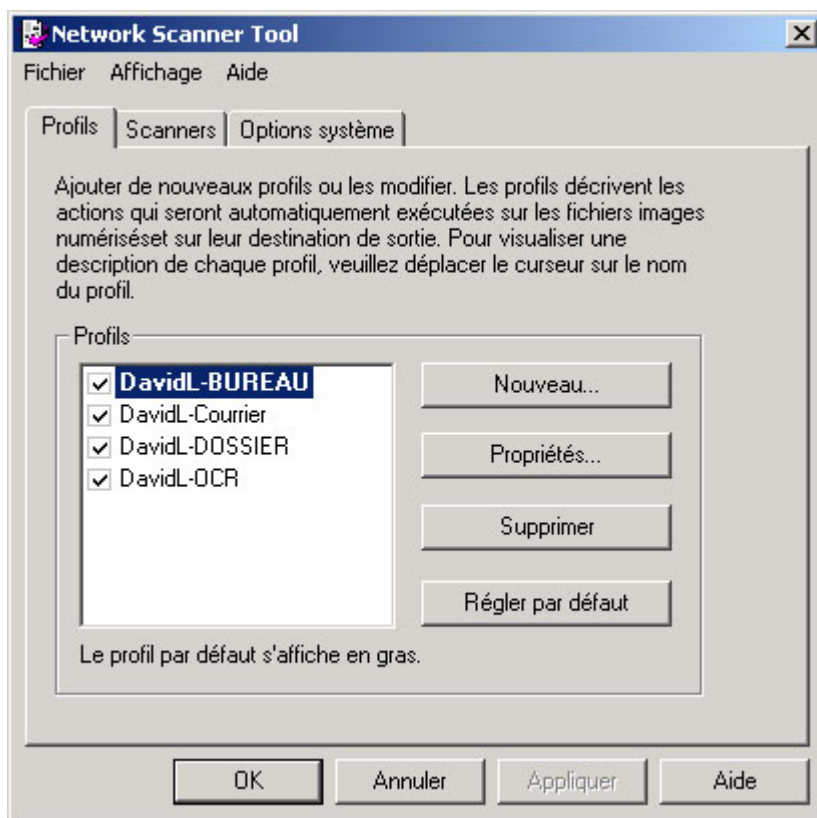 Network Scanner Tool
Fichier Affichage Aide
Profils Scanners Options système
Ajouter de nouveaux profils ou les modifier. Les profils décrivent les
actions qui seront automatiquement exécutées sur les fichiers images
numériséset sur leur destination de sortie. Pour visualiser une
description de chaque profil, veuillez déplacer le curseur sur le nom
du profil.
Profils
DavidL-BUREAU
DavidL-Courrier
DavidL-DOSSIER
DavidL-OCR
Nouveau...
Propriétés...
Supprimer
Régler par défaut
Le profil par défaut s'affiche en gras.
OK Annuler Appliquer Aide